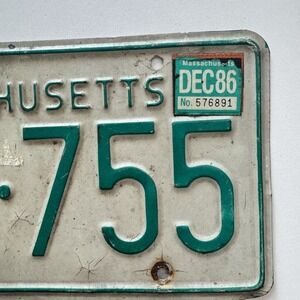 HUSETTS
Massachusetts
DEC86
No. 576891
·755